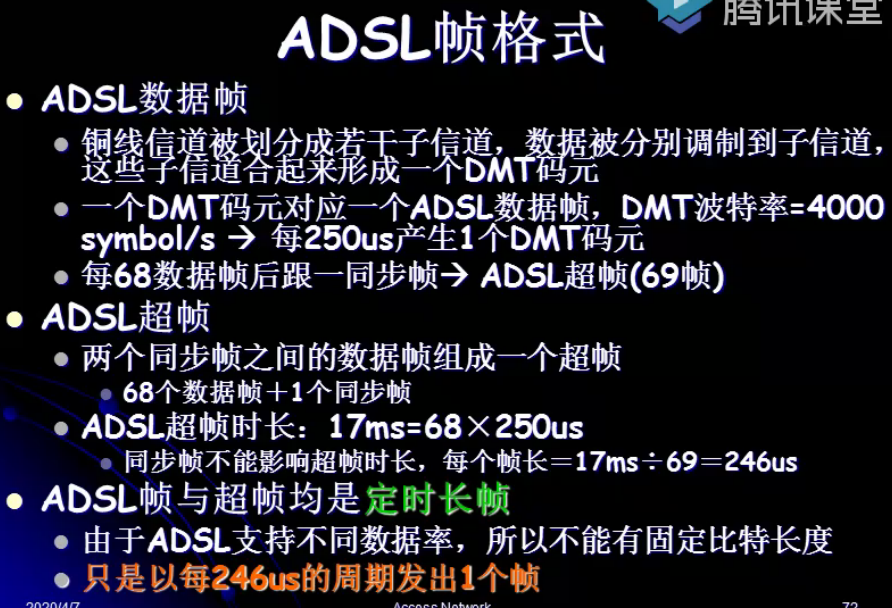 腾讯课堂
ADSL帧格式
ADSL数据帧
铜线信道被划分成若干子信道，数据被分别调制到子信道，
这些子信道合起来形成一个DMT码元
一个DMT码元对应一个ADSL数据帧，DMT波特率=4000
symbol/s → 每250us产生1个DMT码元
每68数据帧后跟一同步帧→ ADSL超帧(69帧)
ADSL超帧
两个同步帧之间的数据帧组成一个超帧
68个数据帧＋1个同步帧
ADSL超帧时长：17ms=68×250us
同步帧不能影响超帧时长，每个帧长＝17ms÷69＝246us
ADSL帧与超帧均是定时长帧
由于ADSL支持不同数据率，所以不能有固定比特长度
只是以每246us的周期发出1个帧
2020/4/7 Access Network 72